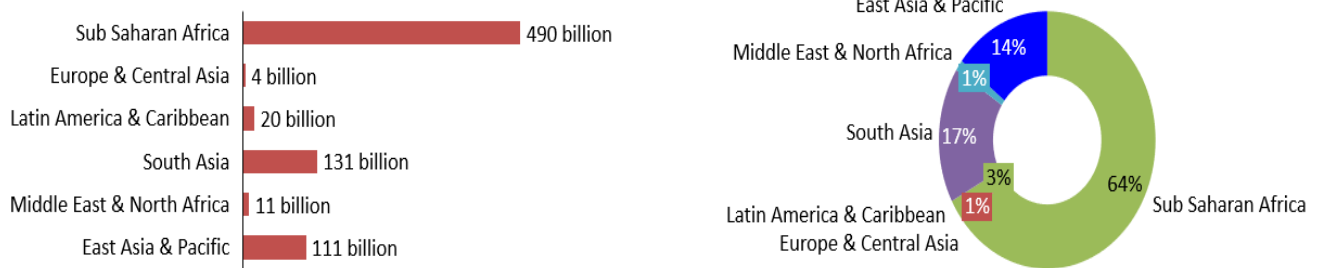 Sub Saharan Africa 490 billion
Europe & Central Asia 4 billion
Latin America & Caribbean 20 billion
South Asia 131 billion
Middle East & North Africa 11 billion
East Asia & Pacific 111 billion
East Asia & Pacific
14%
Middle East & North Africa
1%
South Asia 17%
3%
64% Sub Saharan Africa
1%
Latin America & Caribbean
Europe & Central Asia